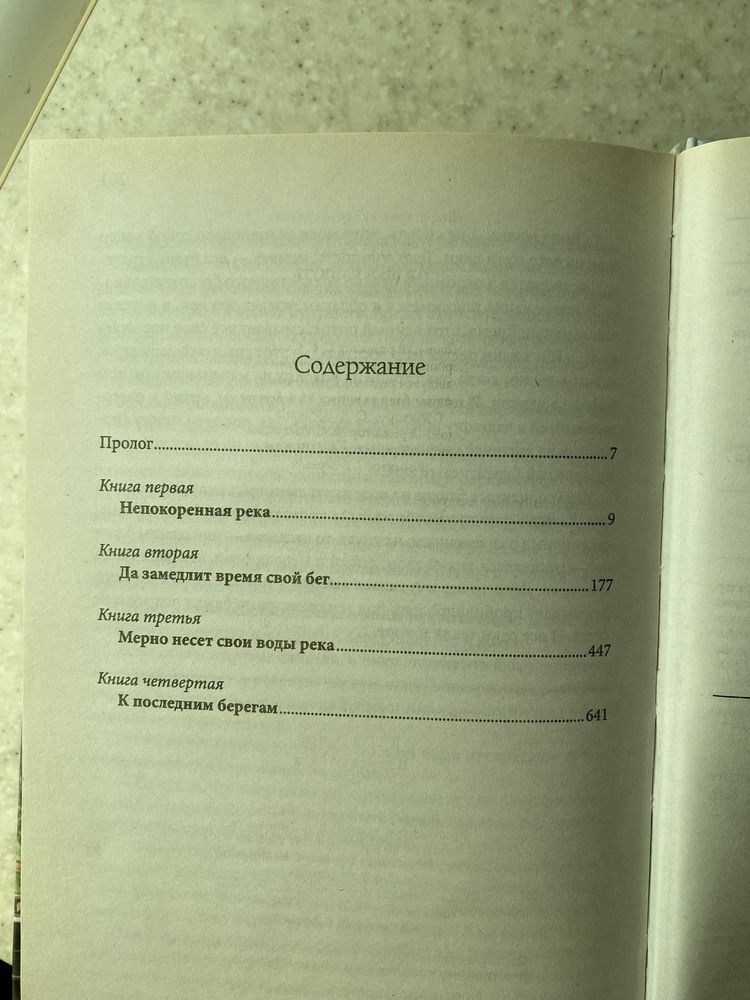 Содержание
Пролог....................................................................................7
Книга первая
Непокоренная река.............................................................9
Книга вторая
Да замедлит время свой бег..................................................177
Книга третья
Мерно несет свои воды река.................................................447
Книга четвертая
К последним берегам............................................................641